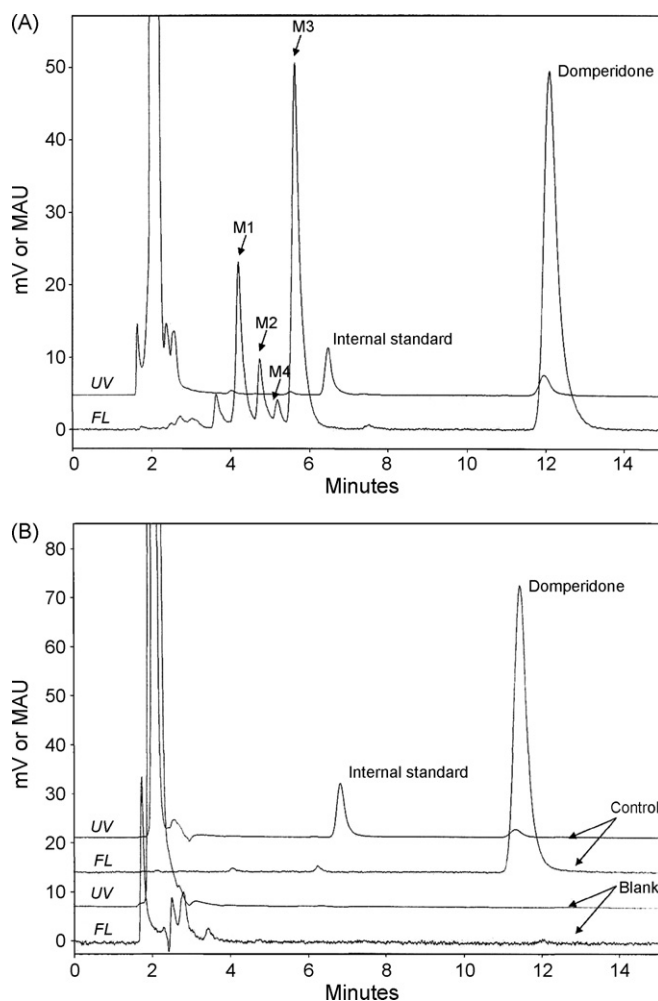 (A)
M3
Domperidone
50
40
30
20
10
0
mV or MAU
M1
M2
M4
Internal standard
UV
FL
0 2 4 6 8 10 12 14
Minutes
(B)
80
70
60
50
40
30
20
10
0
mV or MAU
Domperidone
Internal standard
UV
Control
FL
UV
Blank
FL
0 2 4 6 8 10 12 14
Minutes